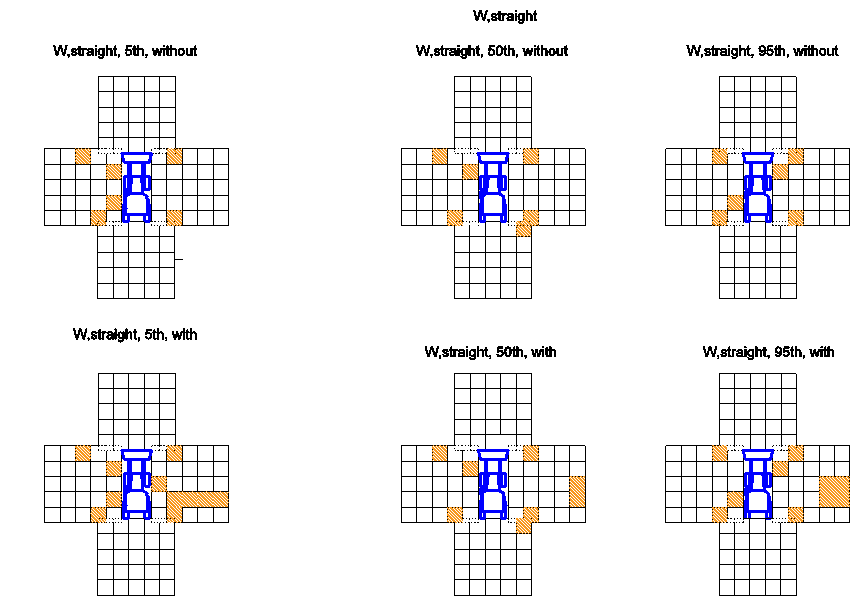 W,straight
W,straight, 5th, without
W,straight, 50th, without
W,straight, 95th, without
W,straight, 5th, with
W,straight, 50th, with
W,straight, 95th, with